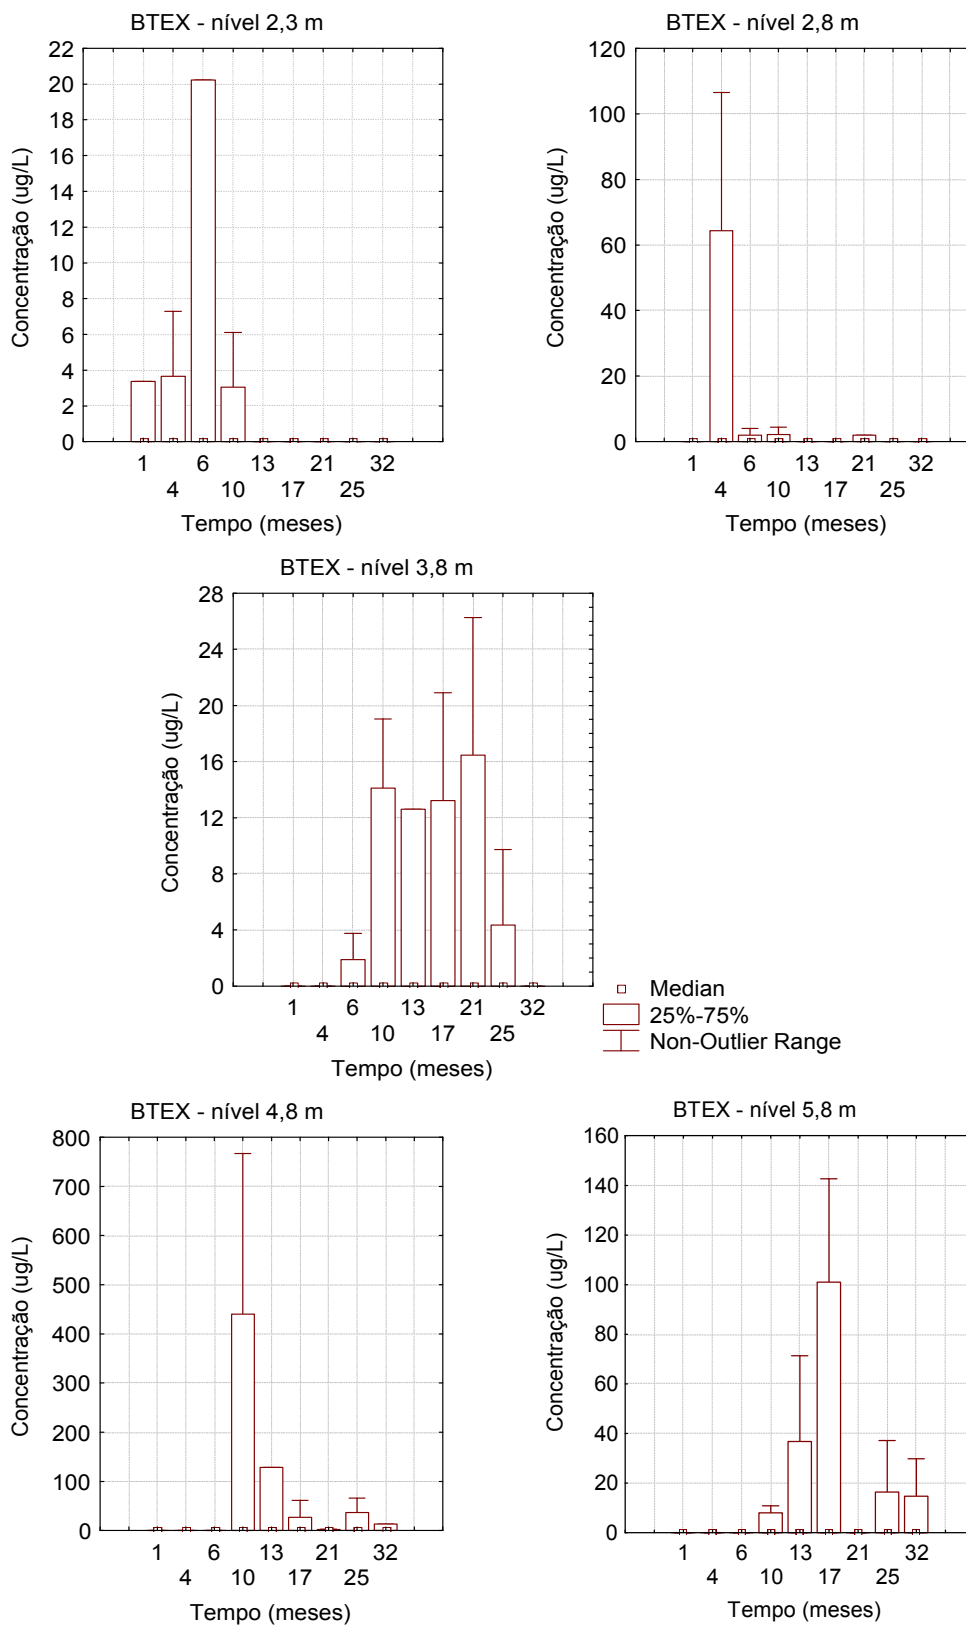 BTEX - nível 2,3 m
22
20
18
16
14
12
10
8
6
4
2
0
Concentração (ug/L)
1 6 13 21 32
4 10 17 25
Tempo (meses)
BTEX - nível 2,8 m
120
100
80
60
40
20
0
Concentração (ug/L)
1 6 13 21 32
4 10 17 25
Tempo (meses)
BTEX - nível 3,8 m
28
24
20
16
12
8
4
0
Concentração (ug/L)
1 6 13 21 32
4 10 17 25
Tempo (meses)
Median
25%-75%
Non-Outlier Range
BTEX - nível 4,8 m
800
700
600
500
400
300
200
100
0
Concentração (ug/L)
1 6 13 21 32
4 10 17 25
Tempo (meses)
BTEX - nível 5,8 m
160
140
120
100
80
60
40
20
0
Concentração (ug/L)
1 6 13 21 32
4 10 17 25
Tempo (meses)